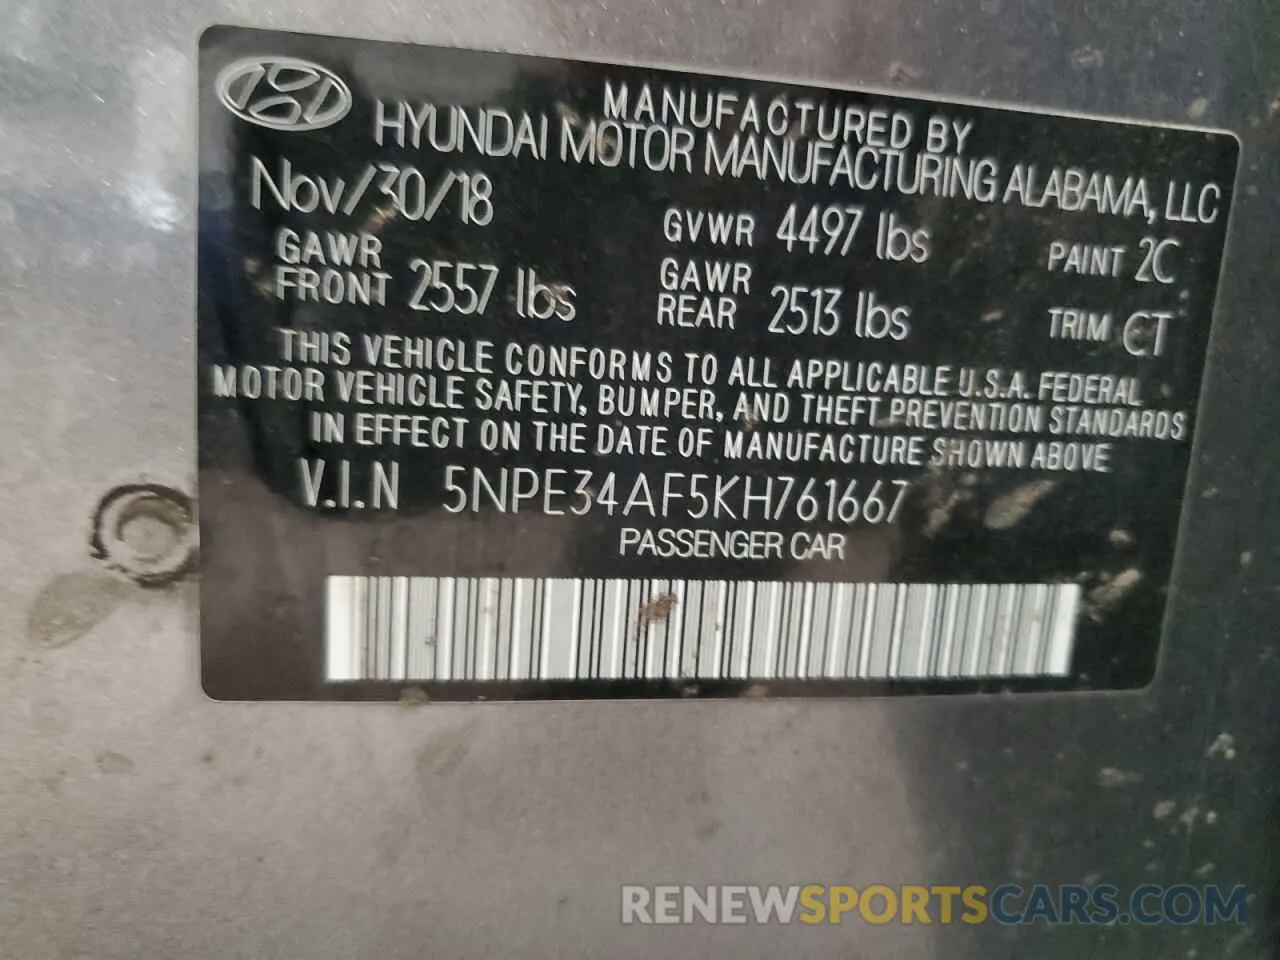 MANUFACTURED BY
HYUNDAI MOTOR MANUFACTURING ALABAMA, LLC
Nov/30/18 GVWR 4497 lbs PAINT 2C
GAWR FRONT 2557 lbs GAWR REAR 2513 lbs TRIM CT
THIS VEHICLE CONFORMS TO ALL APPLICABLE U.S.A. FEDERAL
MOTOR VEHICLE SAFETY, BUMPER, AND THEFT PREVENTION STANDARDS
IN EFFECT ON THE DATE OF MANUFACTURE SHOWN ABOVE
V.I.N 5NPE34AF5KH761667
PASSENGER CAR
RENEWSPORTSCARS.COM